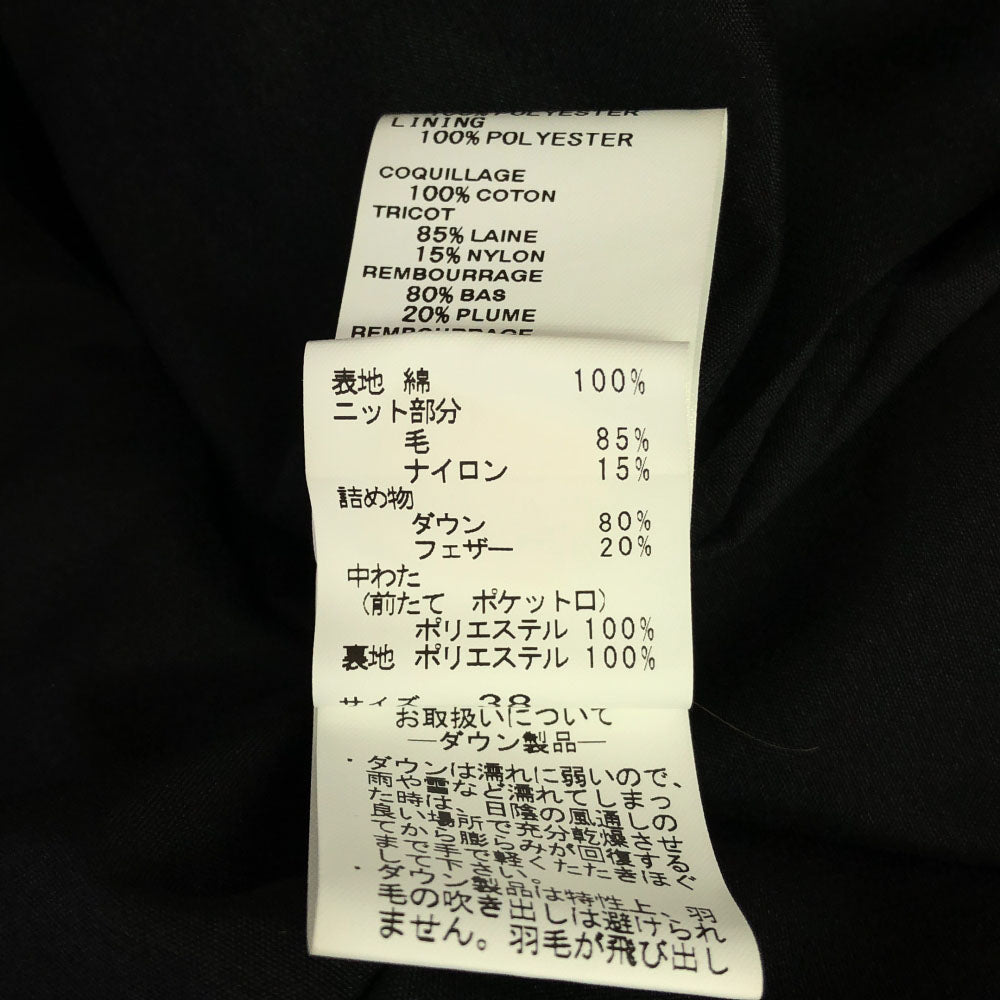 100% POLYESTER
LINING
100% POLYESTER
COQUILLAGE
100% COTON
TRICOT
85% LAINE
15% NYLON
REMBOURRAGE
80% BAS
20% PLUME
REMBOURRAGE
表地 綿 100%
ニット部分
毛 85%
ナイロン 15%
詰め物
ダウン 80%
フェザー 20%
中わた
(前たて ポケット口)
ポリエステル 100%
裏地 ポリエステル 100%
サイズ 38
お取扱いについて
―ダウン製品―
・ダウンは濡れに弱いので、
雨や雪など濡れてしまっ
た時は、日陰の風通しの
良い場所で充分乾燥させ
てから膨らみが回復する
まで手で軽くたたきほぐ
して下さい。
・ダウン製品は特性上、羽
毛の吹き出しは避けられ
ません。羽毛が飛び出し